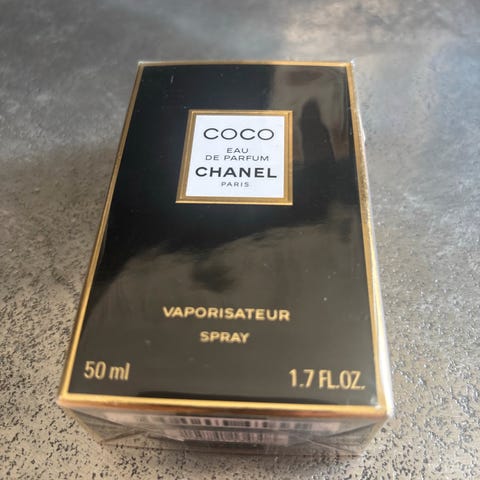 COCO
EAU
DE PARFUM
CHANEL
PARIS
VAPORISATEUR
SPRAY
50 ml
1.7 FL.OZ.